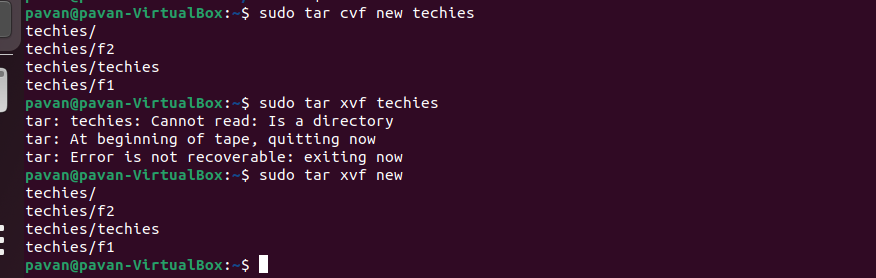 pavan@pavan-VirtualBox:~$ sudo tar cvf new techies
techies/
techies/f2
techies/techies
techies/f1
pavan@pavan-VirtualBox:~$ sudo tar xvf techies
tar: techies: Cannot read: Is a directory
tar: At beginning of tape, quitting now
tar: Error is not recoverable: exiting now
pavan@pavan-VirtualBox:~$ sudo tar xvf new
techies/
techies/f2
techies/techies
techies/f1
pavan@pavan-VirtualBox:~$